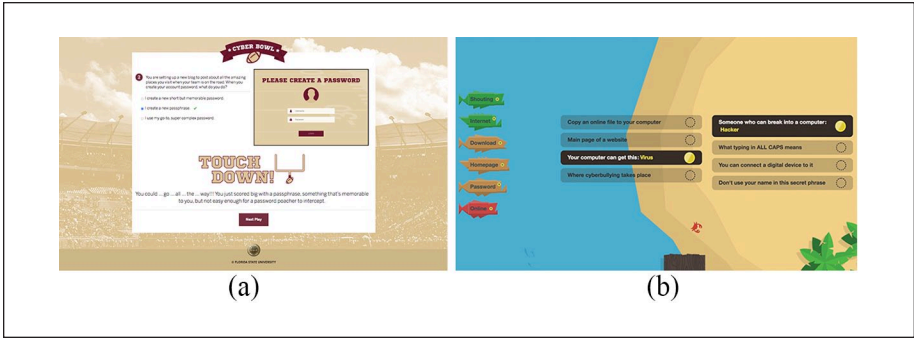 CYBER BOWL
2 You are setting up a new blog to post about all the amazing
places you visit when your team is on the road. When you
create your account password, what do you do?
I create a new short but memorable password.
I create a new passphrase.
I use my go-to, super complex password.
PLEASE CREATE A PASSWORD
TOUCH
DOWN!
You could ... go ... all ... the ... way!!! You just scored big with a passphrase, something that's memorable
to you, but not easy enough for a password poacher to intercept.
Next Play
© FLORIDA STATE UNIVERSITY
(a)
Shouting
Internet
Download
Homepage
Password
Online
Copy an online file to your computer
Main page of a website
Your computer can get this: Virus
Where cyberbullying takes place
Someone who can break into a computer:
Hacker
What typing in ALL CAPS means
You can connect a digital device to it
Don't use your name in this secret phrase
(b)